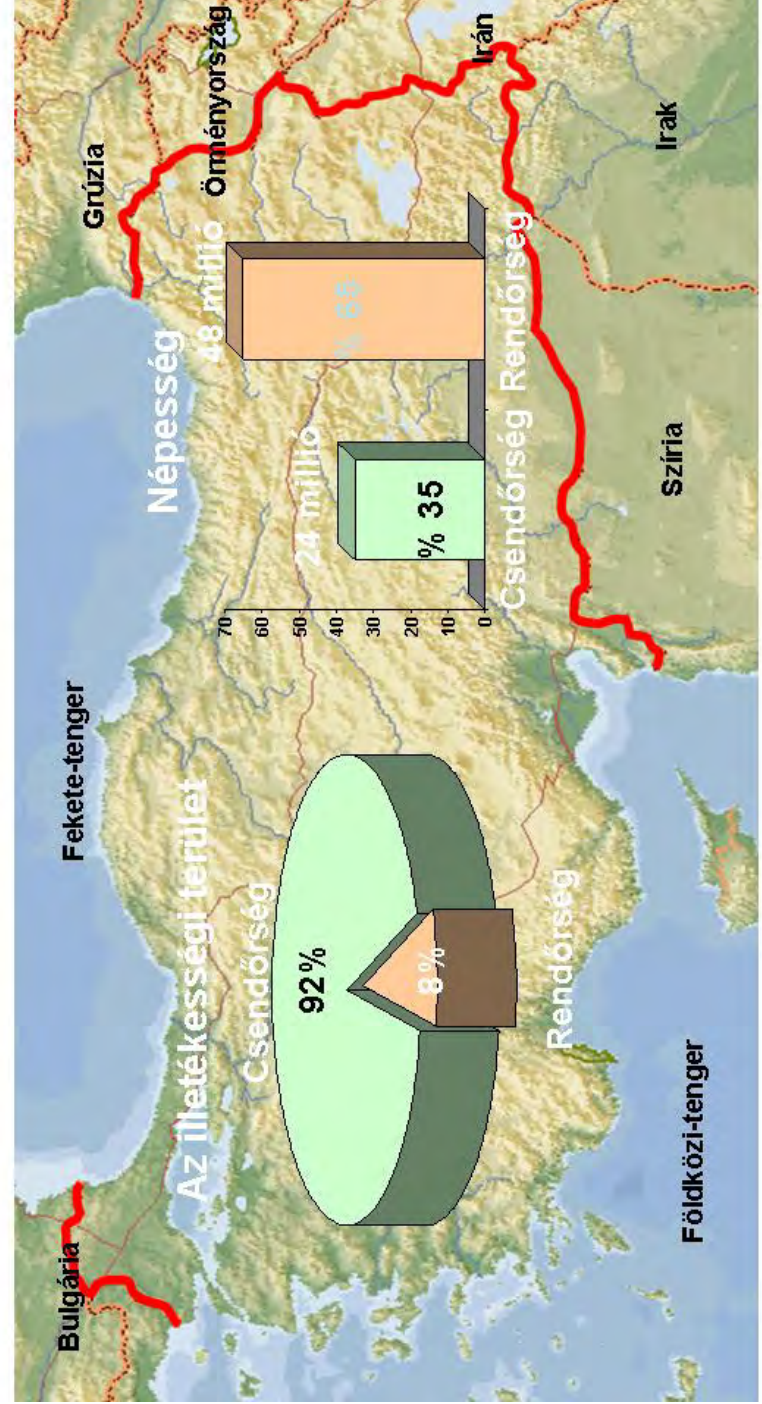 Bulgária
Fekete-tenger
Grúzia
Örményország
Irán
Irak
Szíria
Földközi-tenger
Az illetékességi terület
Csendőrség
92%
8%
Rendőrség
Népesség
24 millió
48 millió
70
60
50
40
30
20
10
0
% 35
% 65
Csendőrség Rendőrség